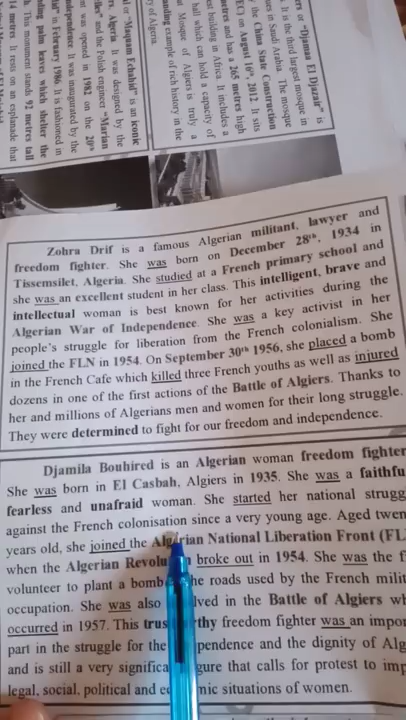 ers or "Djamaa El Djazair" is
It is the third largest mosque in
ues in Saudi Arabia. The mosque
the China State Construction
EC) on August 16th, 2012. It sits
metres and has a 265 metres high
est building in Africa. It includes a
hall which can hold a capacity of
at Mosque of Algiers is truly a
anding example of rich history in the
ty of Algeria.
or "Maqam Echahid" is an iconic
Algeria. It was designed by the
and the Polish engineer "Marian
nt was opened in 1982 on the 20th
ndependence. It was inaugurated by the
in February 1986. It is fashioned in
nding palm leaves which shelter the
This monument stands 92 metres tall
14 metres. It rests on an esplanade that
Zohra Drif is a famous Algerian militant, lawyer and
freedom fighter. She was born on December 28th, 1934 in
Tissemsilet, Algeria. She studied at a French primary school and
she was an excellent student in her class. This intelligent, brave and
intellectual woman is best known for her activities during the
Algerian War of Independence. She was a key activist in her
people's struggle for liberation from the French colonialism. She
joined the FLN in 1954. On September 30th 1956, she placed a bomb
in the French Cafe which killed three French youths as well as injured
dozens in one of the first actions of the Battle of Algiers. Thanks to
her and millions of Algerians men and women for their long struggle.
They were determined to fight for our freedom and independence.
Djamila Bouhired is an Algerian woman freedom fighter
She was born in El Casbah, Algiers in 1935. She was a faithfu
fearless and unafraid woman. She started her national strugg
against the French colonisation since a very young age. Aged twen
years old, she joined the Algerian National Liberation Front (FL
when the Algerian Revolu broke out in 1954. She was the f
volunteer to plant a bomb he roads used by the French milit
occupation. She was also lved in the Battle of Algiers wh
occurred in 1957. This trus thy freedom fighter was an impor
part in the struggle for the pendence and the dignity of Alg
and is still a very significa gure that calls for protest to imp
legal, social, political and ec mic situations of women.